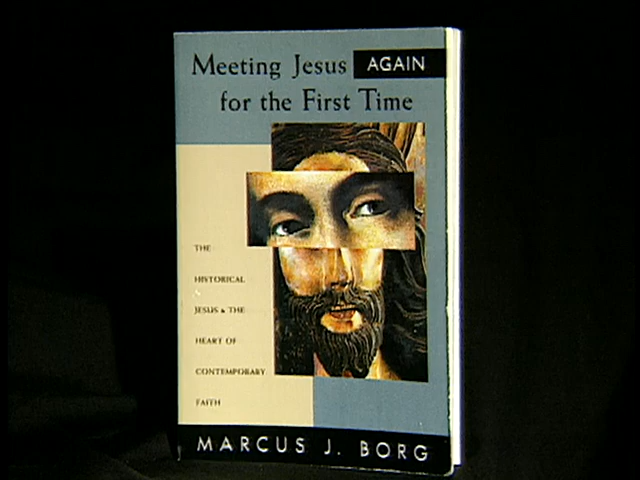 Meeting Jesus AGAIN
for the First Time
THE
HISTORICAL
JESUS & THE
HEART OF
CONTEMPORARY
FAITH
MARCUS J. BORG